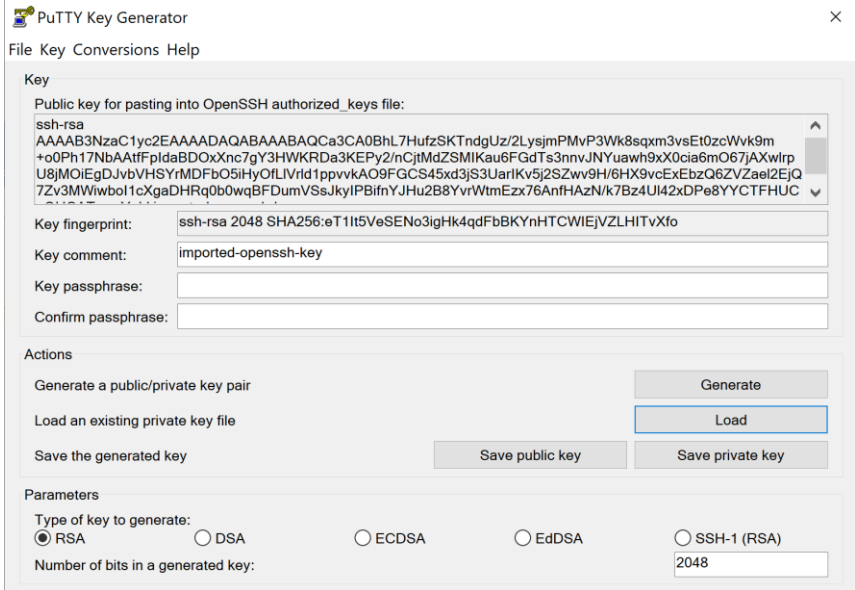 PuTTY Key Generator
File Key Conversions Help
Key
Public key for pasting into OpenSSH authorized_keys file:
ssh-rsa
AAAAB3NzaC1yc2EAAAADAQABAAABAQCa3CA0BhL7HufzSKTndgUz/2LysjmPMvP3Wk8sqxm3vsEt0zcWvk9m
+o0Ph17NbAAtfFpIdaBDOxXnc7gY3HWKRDa3KEPy2/nCjtMdZSMIKau6FGdTs3nnvJNYuawh9xX0cia6mO67jAXwlrp
U8jMOiEgDJvbVHSYrMDFbO5iHyOfLIVrld1ppvvkAO9FGCS45xd3jS3UarIKv5j2SZwv9H/6HX9vcExEbzQ6ZVZael2EjQ
7Zv3MWiwboI1cXgaDHRq0b0wqBFDumVSsJkyIPBifnYJHu2B8YvrWtmEzx76AnfHAzN/k7Bz4Ul42xDPe8YYCTFHUC
Key fingerprint: ssh-rsa 2048 SHA256:eT1It5VeSENo3igHk4qdFbBKYnHTCWIEjVZLHITvXfo
Key comment: imported-openssh-key
Key passphrase:
Confirm passphrase:
Actions
Generate a public/private key pair Generate
Load an existing private key file Load
Save the generated key Save public key Save private key
Parameters
Type of key to generate:
RSA DSA ECDSA EdDSA SSH-1 (RSA)
Number of bits in a generated key: 2048